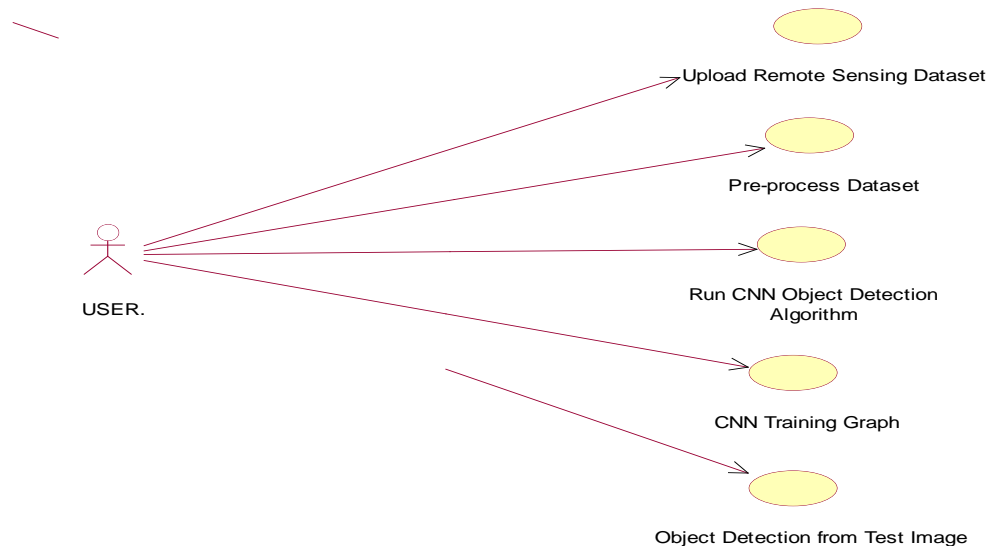 Upload Remote Sensing Dataset
Pre-process Dataset
USER.
Run CNN Object Detection
Algorithm
CNN Training Graph
Object Detection from Test Image